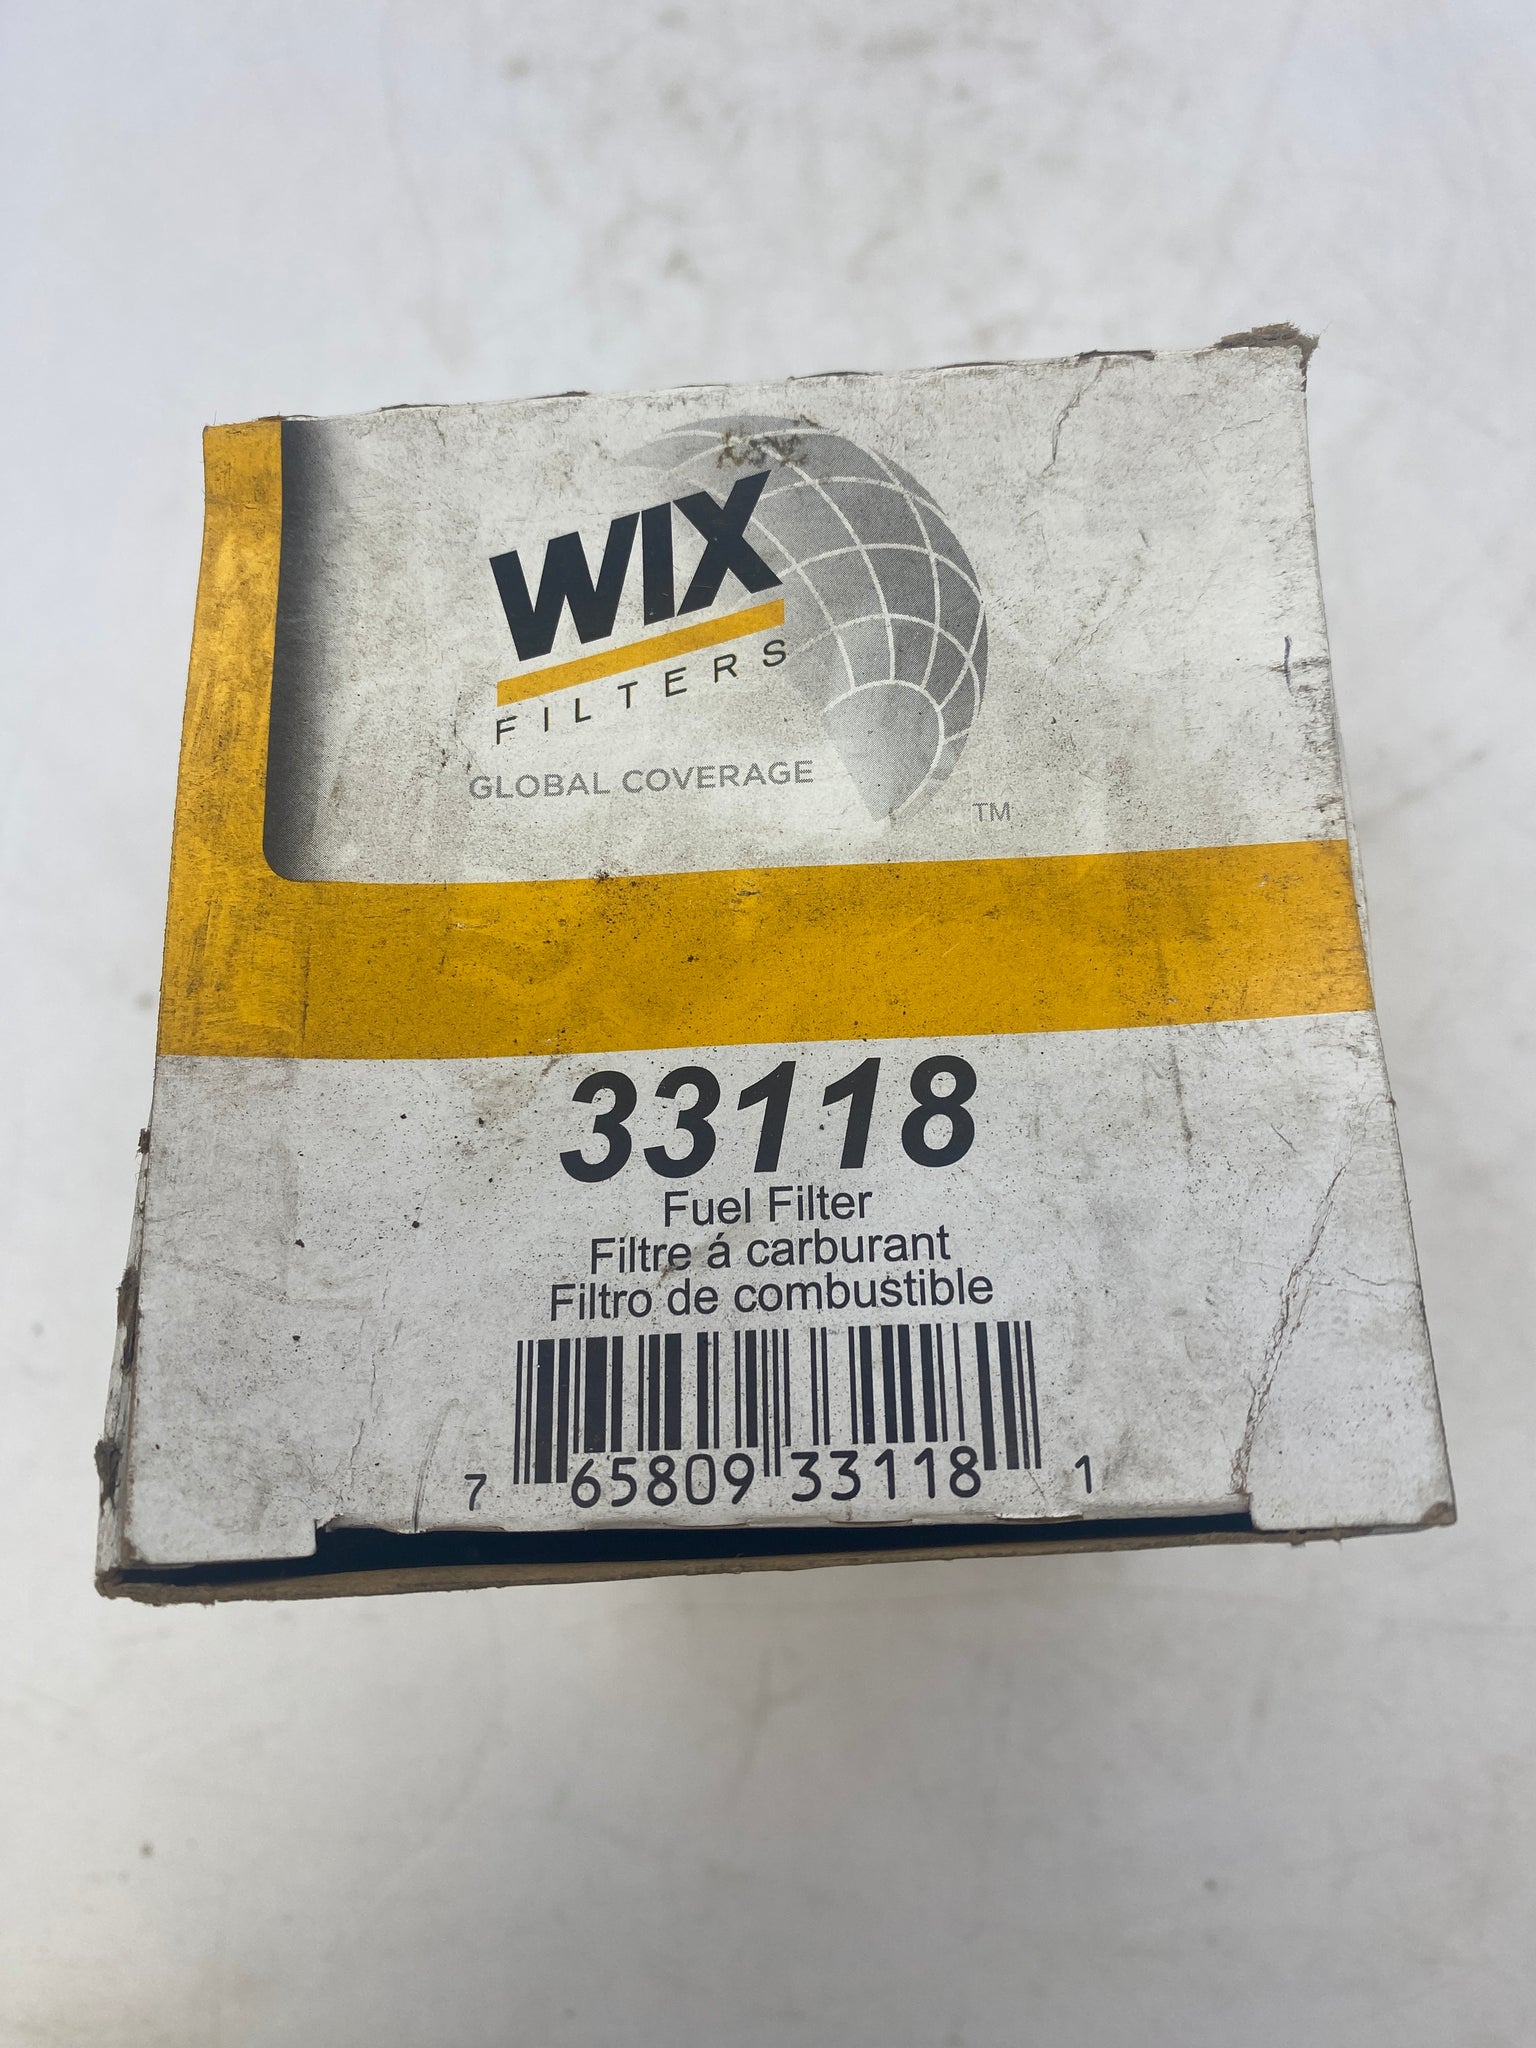 WIX
FILTERS
GLOBAL COVERAGE
TM
33118
Fuel Filter
Filtre á carburant
Filtro de combustible
7 65809 33118 1